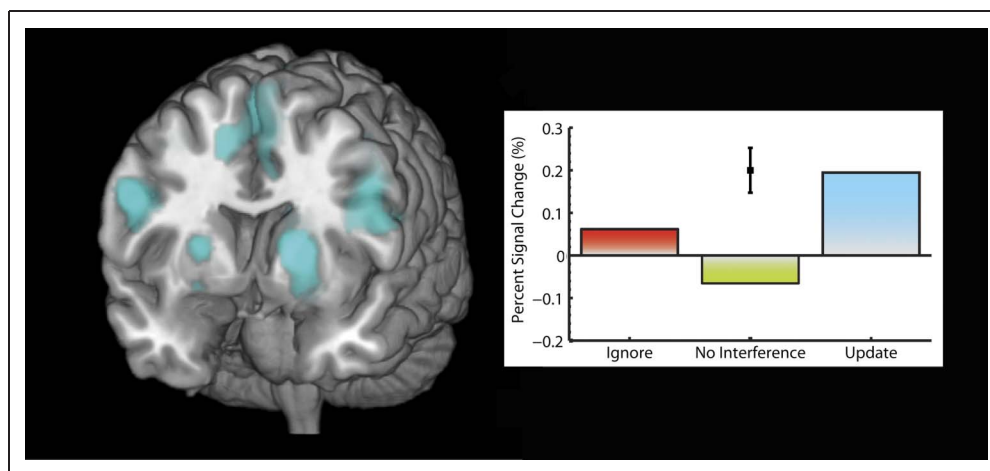 Percent Signal Change (%)
0.3
0.2
0.1
0
−0.1
−0.2
Ignore
No Interference
Update